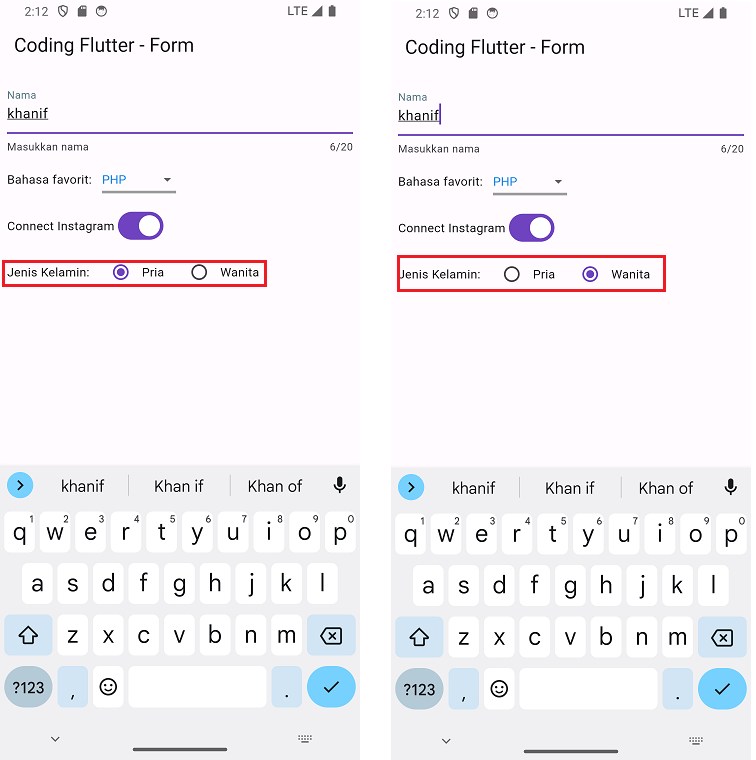 2:12 LTE
Coding Flutter - Form
Nama
khanif
Masukkan nama 6/20
Bahasa favorit: PHP
Connect Instagram
Jenis Kelamin: Pria Wanita
khanif Khan if Khan of
q1 w2 e3 r4 t5 y6 u7 i8 o9 p0
a s d f g h j k l
z x c v b n m
?123 , .
2:12 LTE
Coding Flutter - Form
Nama
khanif
Masukkan nama 6/20
Bahasa favorit: PHP
Connect Instagram
Jenis Kelamin: Pria Wanita
khanif Khan if Khan of
q1 w2 e3 r4 t5 y6 u7 i8 o9 p0
a s d f g h j k l
z x c v b n m
?123 , .